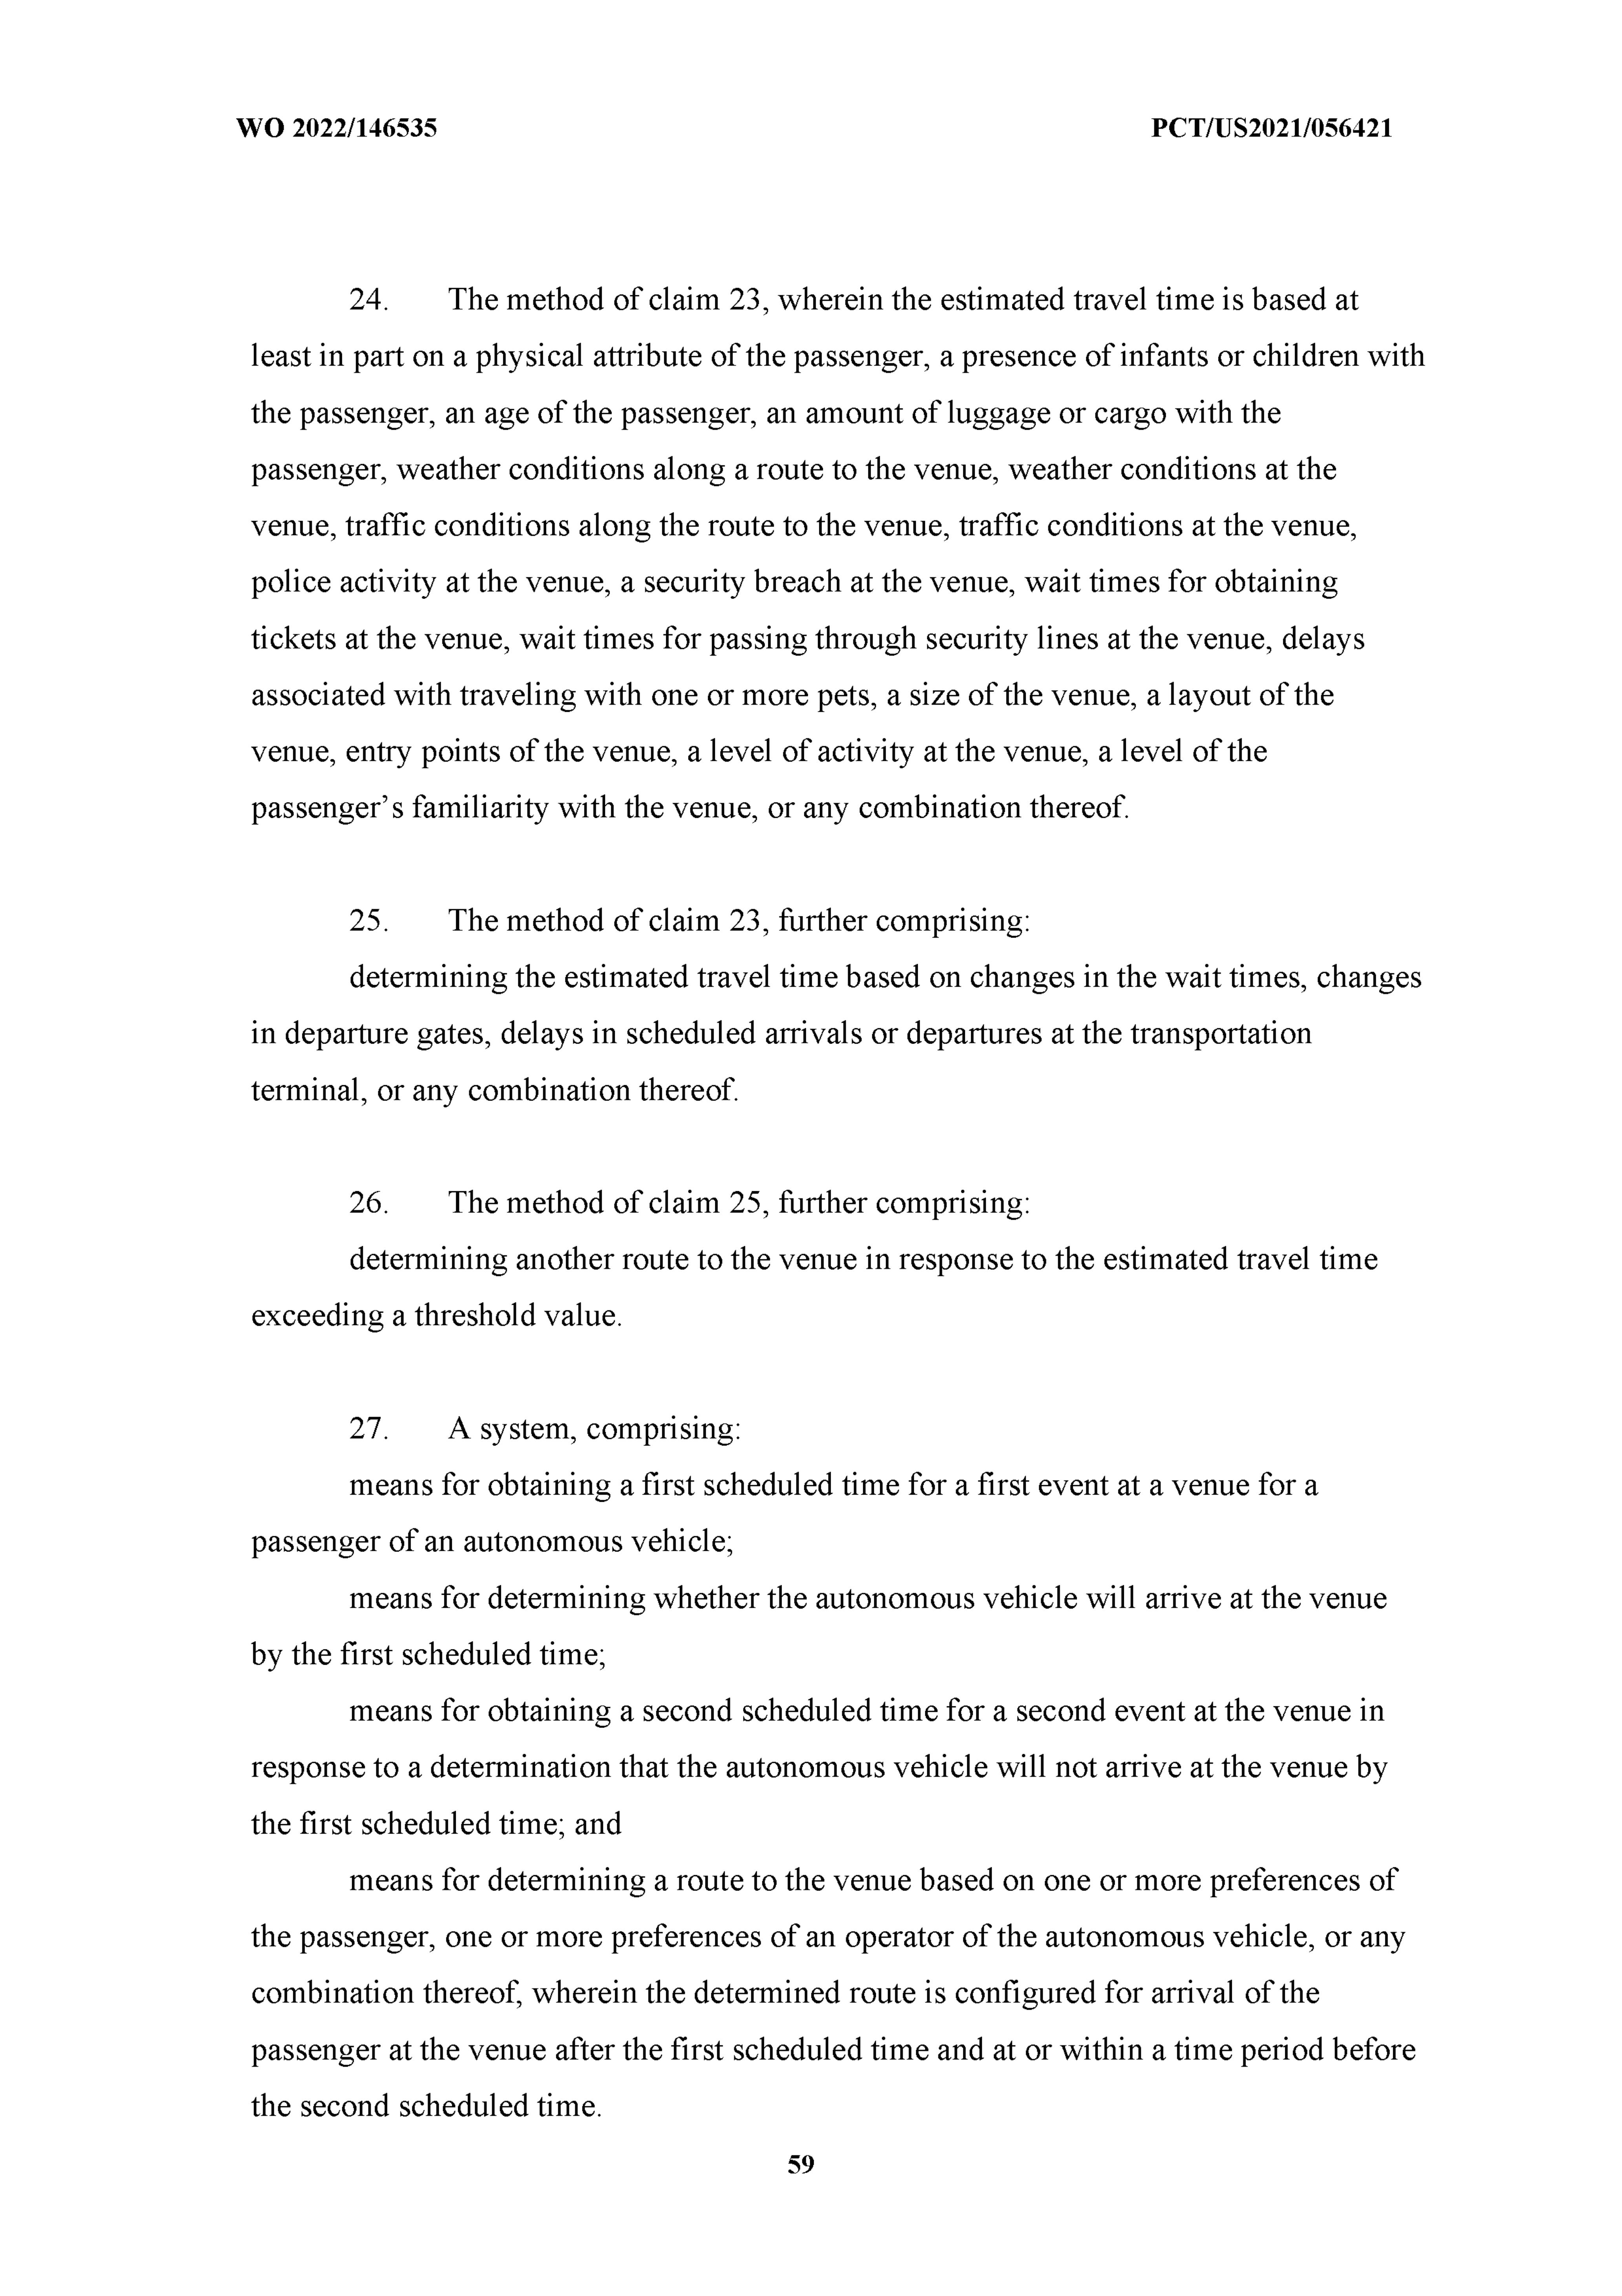 WO 2022/146535 PCT/US2021/056421
24. The method of claim 23, wherein the estimated travel time is based at
least in part on a physical attribute of the passenger, a presence of infants or children with
the passenger, an age of the passenger, an amount of luggage or cargo with the
passenger, weather conditions along a route to the venue, weather conditions at the
venue, traffic conditions along the route to the venue, traffic conditions at the venue,
police activity at the venue, a security breach at the venue, wait times for obtaining
tickets at the venue, wait times for passing through security lines at the venue, delays
associated with traveling with one or more pets, a size of the venue, a layout of the
venue, entry points of the venue, a level of activity at the venue, a level of the
passenger’s familiarity with the venue, or any combination thereof.
25. The method of claim 23, further comprising:
determining the estimated travel time based on changes in the wait times, changes
in departure gates, delays in scheduled arrivals or departures at the transportation
terminal, or any combination thereof.
26. The method of claim 25, further comprising:
determining another route to the venue in response to the estimated travel time
exceeding a threshold value.
27. A system, comprising:
means for obtaining a first scheduled time for a first event at a venue for a
passenger of an autonomous vehicle;
means for determining whether the autonomous vehicle will arrive at the venue
by the first scheduled time;
means for obtaining a second scheduled time for a second event at the venue in
response to a determination that the autonomous vehicle will not arrive at the venue by
the first scheduled time; and
means for determining a route to the venue based on one or more preferences of
the passenger, one or more preferences of an operator of the autonomous vehicle, or any
combination thereof, wherein the determined route is configured for arrival of the
passenger at the venue after the first scheduled time and at or within a time period before
the second scheduled time.
59